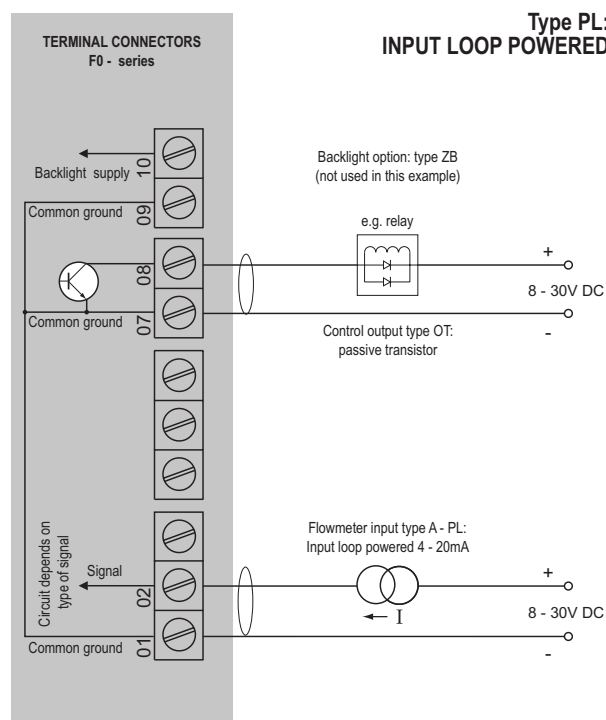 Type PL:
INPUT LOOP POWERED
TERMINAL CONNECTORS
F0 - series
10
Backlight supply
Backlight option: type ZB
(not used in this example)
Common ground
09
e.g. relay
08
+
8 - 30V DC
Common ground
07
-
Control output type OT:
passive transistor
Flowmeter input type A - PL:
Input loop powered 4 - 20mA
Circuit depends on
type of signal
Signal
02
+
I
8 - 30V DC
Common ground
01
-